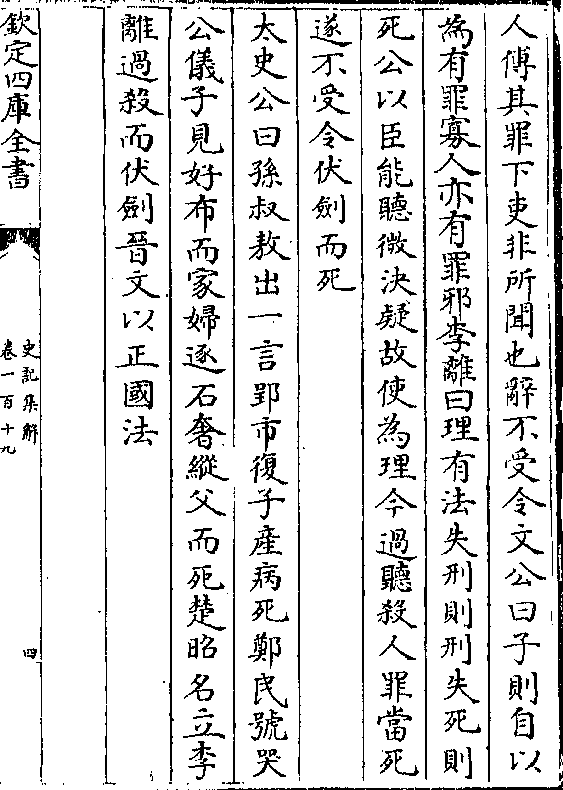 人傅其罪下吏非所聞也辭不受令文公曰子則自以
為有罪寡人亦有罪邪李離曰理有法失刑則刑失死則
死公以臣能聽微決疑故使為理今過聽殺人罪當死
遂不受令伏劍而死
太史公曰孫叔敖出一言郢市復子産病死鄭民號哭
公儀子見好布而家婦逐石奢縱父而死楚昭名立李
離過殺而伏劍晉文以正國法
欽定四庫全書
史記集解
卷一百十九
四